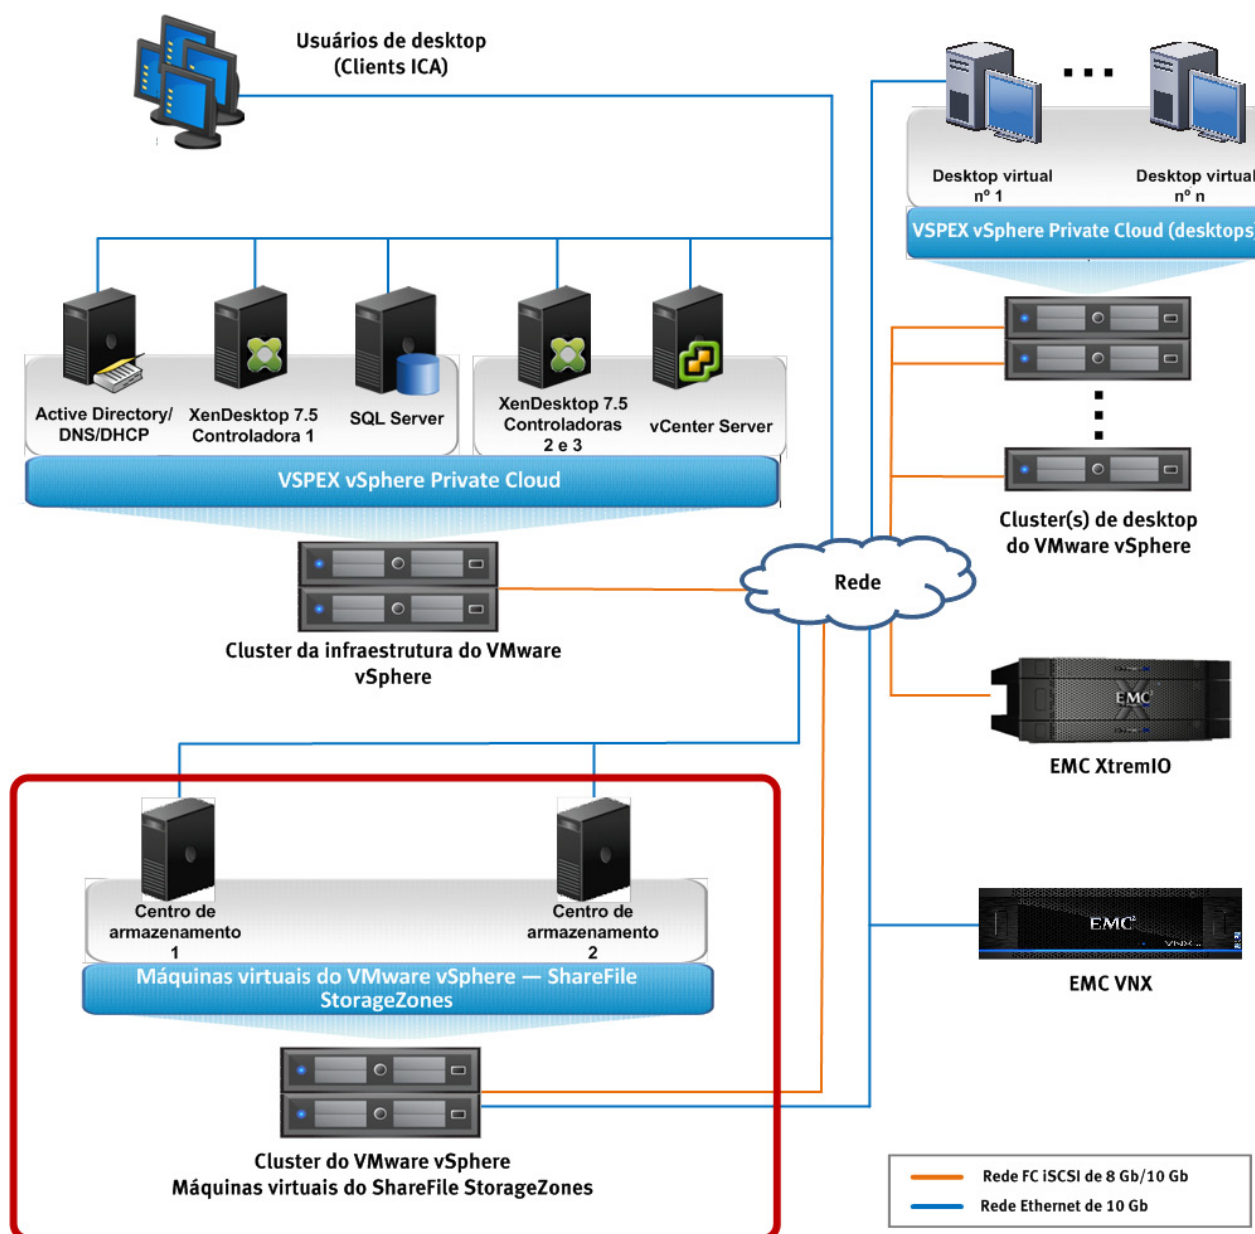 Usuários de desktop
(Clients ICA)
Desktop virtual
nº 1
Desktop virtual
nº n
VSPEX vSphere Private Cloud (desktops)
Active Directory/
DNS/DHCP
XenDesktop 7.5
Controladora 1
SQL Server
XenDesktop 7.5
Controladoras
2 e 3
vCenter Server
VSPEX vSphere Private Cloud
Cluster(s) de desktop
do VMware vSphere
Rede
Cluster da infraestrutura do VMware
vSphere
EMC²
EMC XtremIO
Centro de
armazenamento
1
Centro de
armazenamento
2
Máquinas virtuais do VMware vSphere — ShareFile
StorageZones
EMC²
VNX
EMC VNX
Cluster do VMware vSphere
Máquinas virtuais do ShareFile StorageZones
Rede FC iSCSI de 8 Gb/10 Gb
Rede Ethernet de 10 Gb